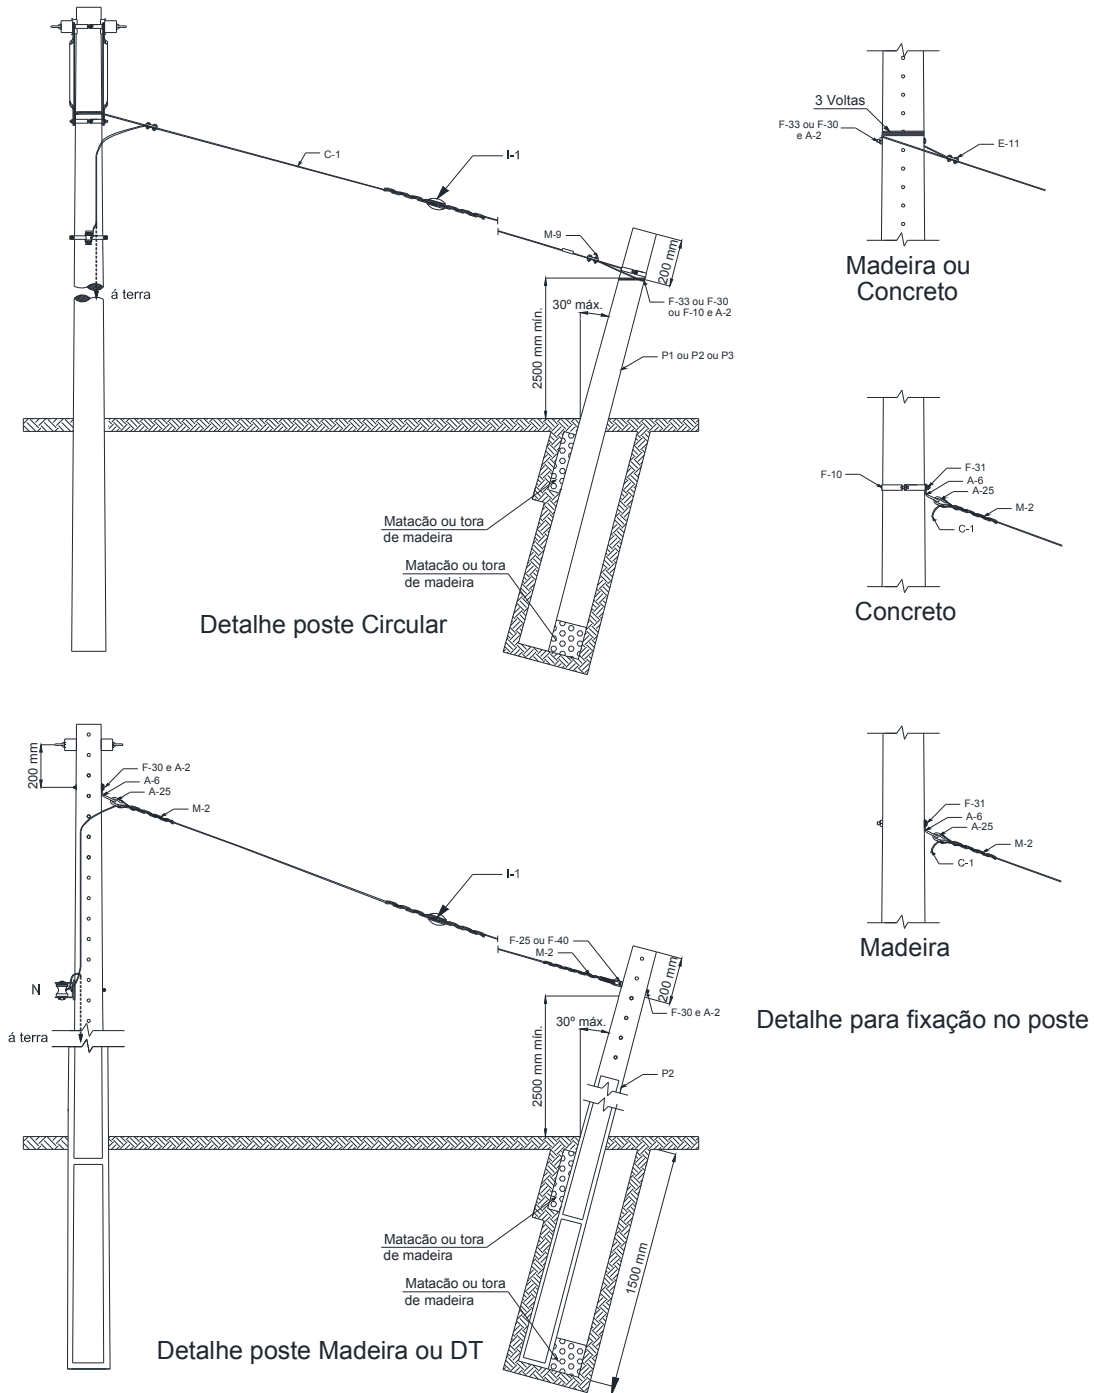 C-1
I-1
M-9
200 mm
á terra
30º máx.
F-33 ou F-30
ou F-10 e A-2
2500 mm mín.
P1 ou P2 ou P3
Matacão ou tora
de madeira
Matacão ou tora
de madeira
Detalhe poste Circular
3 Voltas
F-33 ou F-30
e A-2
E-11
Madeira ou
Concreto
F-10
F-31
A-6
A-25
M-2
C-1
Concreto
200 mm
F-30 e A-2
A-6
A-25
M-2
I-1
F-25 ou F-40
M-2
200 mm
N
á terra
30º máx.
F-30 e A-2
2500 mm mín.
P2
Matacão ou tora
de madeira
Matacão ou tora
de madeira
1500 mm
Detalhe poste Madeira ou DT
F-31
A-6
A-25
M-2
C-1
Madeira
Detalhe para fixação no poste